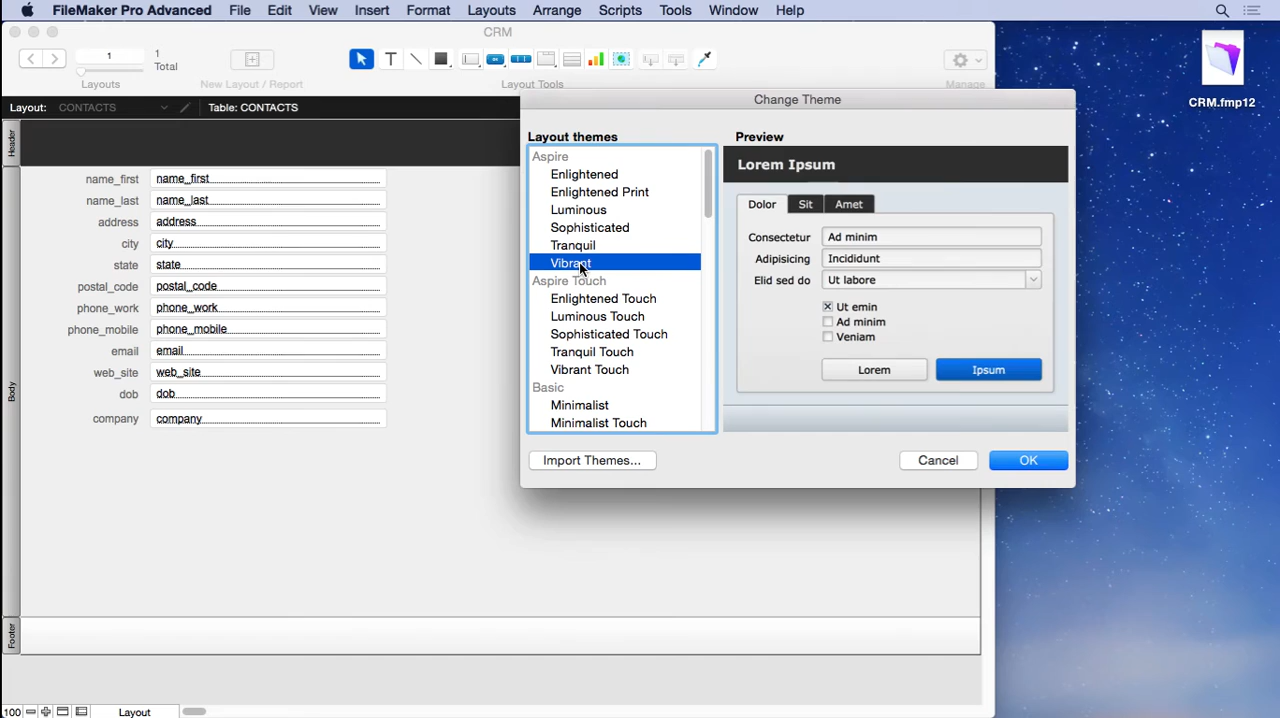 FileMaker Pro Advanced File Edit View Insert Format Layouts Arrange Scripts Tools Window Help
CRM
1
1
Total
Layouts
New Layout / Report
Layout Tools
Manage
Layout: CONTACTS
Table: CONTACTS
CRM.fmp12
Header
Body
Footer
name_first name_first
name_last name_last
address address
city city
state state
postal_code postal_code
phone_work phone_work
phone_mobile phone_mobile
email email
web_site web_site
dob dob
company company
Change Theme
Layout themes
Aspire
Enlightened
Enlightened Print
Luminous
Sophisticated
Tranquil
Vibrant
Aspire Touch
Enlightened Touch
Luminous Touch
Sophisticated Touch
Tranquil Touch
Vibrant Touch
Basic
Minimalist
Minimalist Touch
Preview
Lorem Ipsum
Dolor Sit Amet
Consectetur Ad minim
Adipisicing Incididunt
Elid sed do Ut labore
Ut emin
Ad minim
Veniam
Lorem Ipsum
Import Themes... Cancel OK
100 Layout